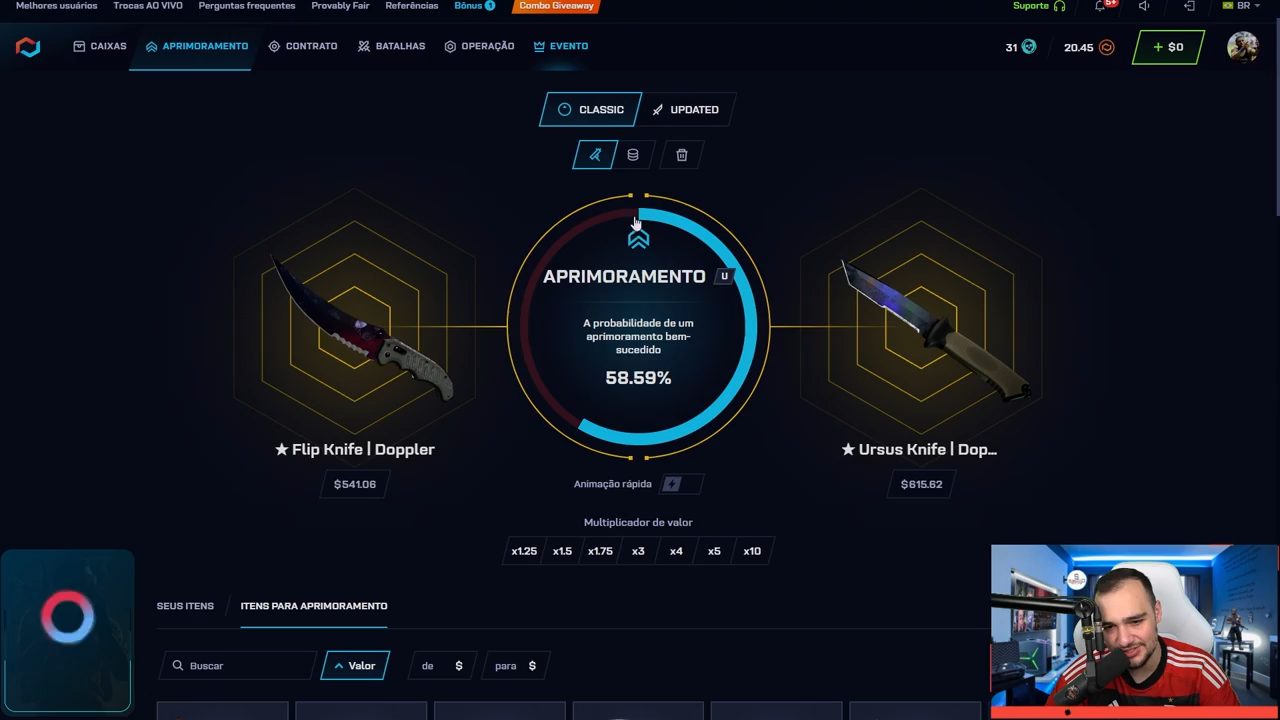 Melhores usuários Trocas AO VIVO Perguntas frequentes Provably Fair Referências Bônus 1 Combo Giveaway Suporte 5+ BR
CAIXAS APRIMORAMENTO CONTRATO BATALHAS OPERAÇÃO EVENTO 31 20.45 + $0
CLASSIC UPDATED
APRIMORAMENTO U
A probabilidade de um
aprimoramento bem-
sucedido
58.59%
★ Flip Knife | Doppler
$541.06
★ Ursus Knife | Dop...
$615.62
Animação rápida
Multiplicador de valor
x1.25 x1.5 x1.75 x3 x4 x5 x10
SEUS ITENS ITENS PARA APRIMORAMENTO
Buscar Valor de $ para $